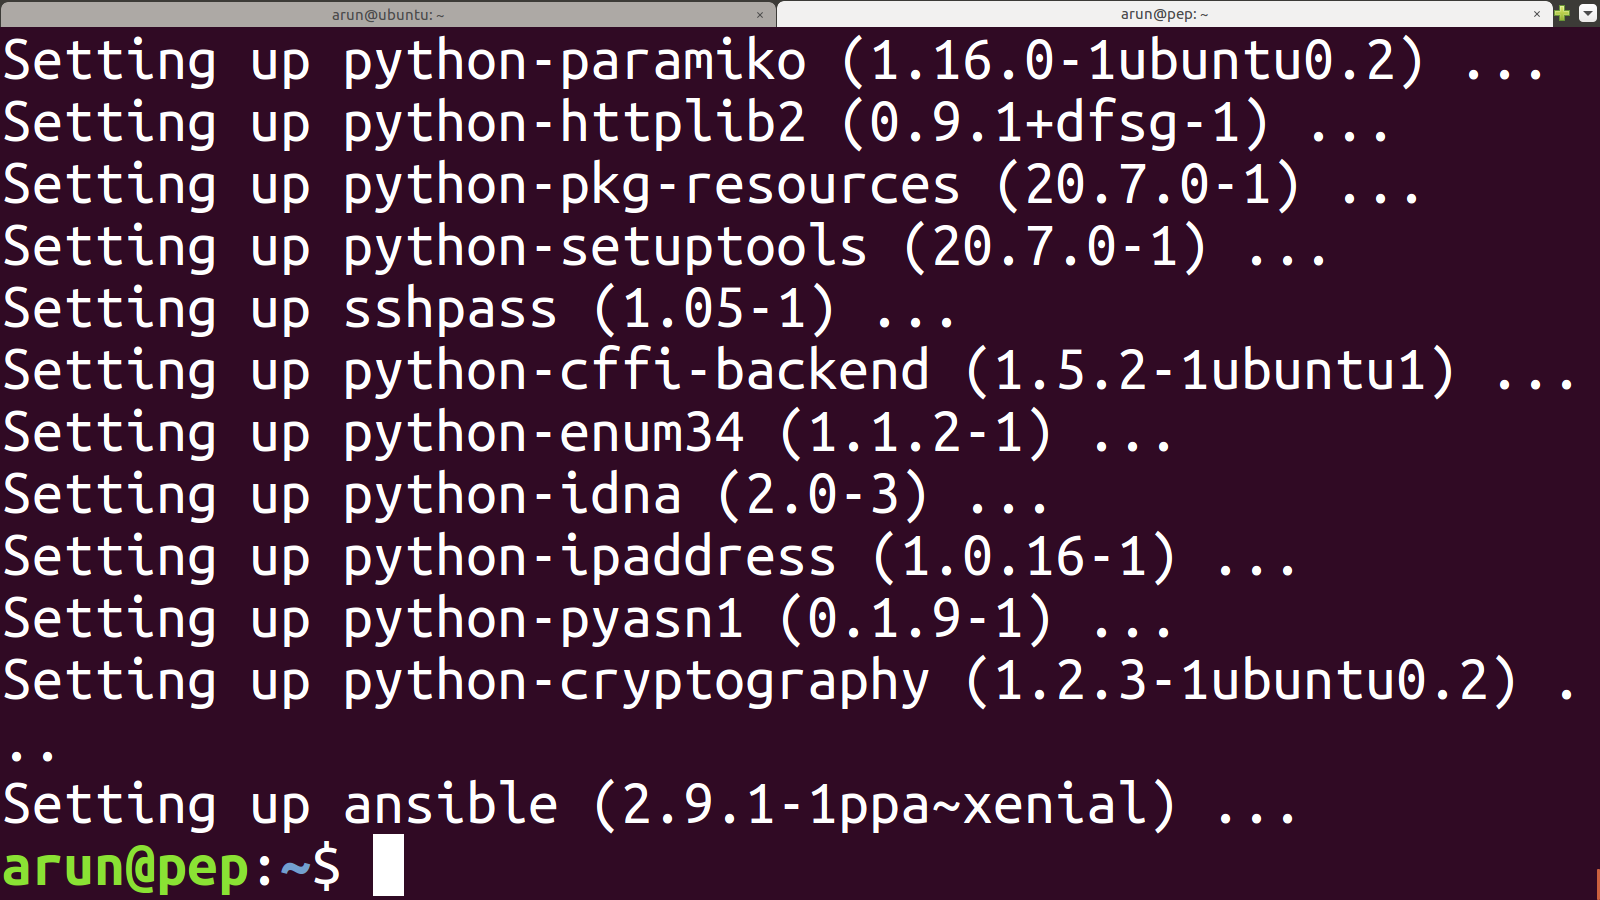 arun@ubuntu: ~ × arun@pep: ~ ×
Setting up python-paramiko (1.16.0-1ubuntu0.2) ...
Setting up python-httplib2 (0.9.1+dfsg-1) ...
Setting up python-pkg-resources (20.7.0-1) ...
Setting up python-setuptools (20.7.0-1) ...
Setting up sshpass (1.05-1) ...
Setting up python-cffi-backend (1.5.2-1ubuntu1) ...
Setting up python-enum34 (1.1.2-1) ...
Setting up python-idna (2.0-3) ...
Setting up python-ipaddress (1.0.16-1) ...
Setting up python-pyasn1 (0.1.9-1) ...
Setting up python-cryptography (1.2.3-1ubuntu0.2) .
..
Setting up ansible (2.9.1-1ppa~xenial) ...
arun@pep:~$